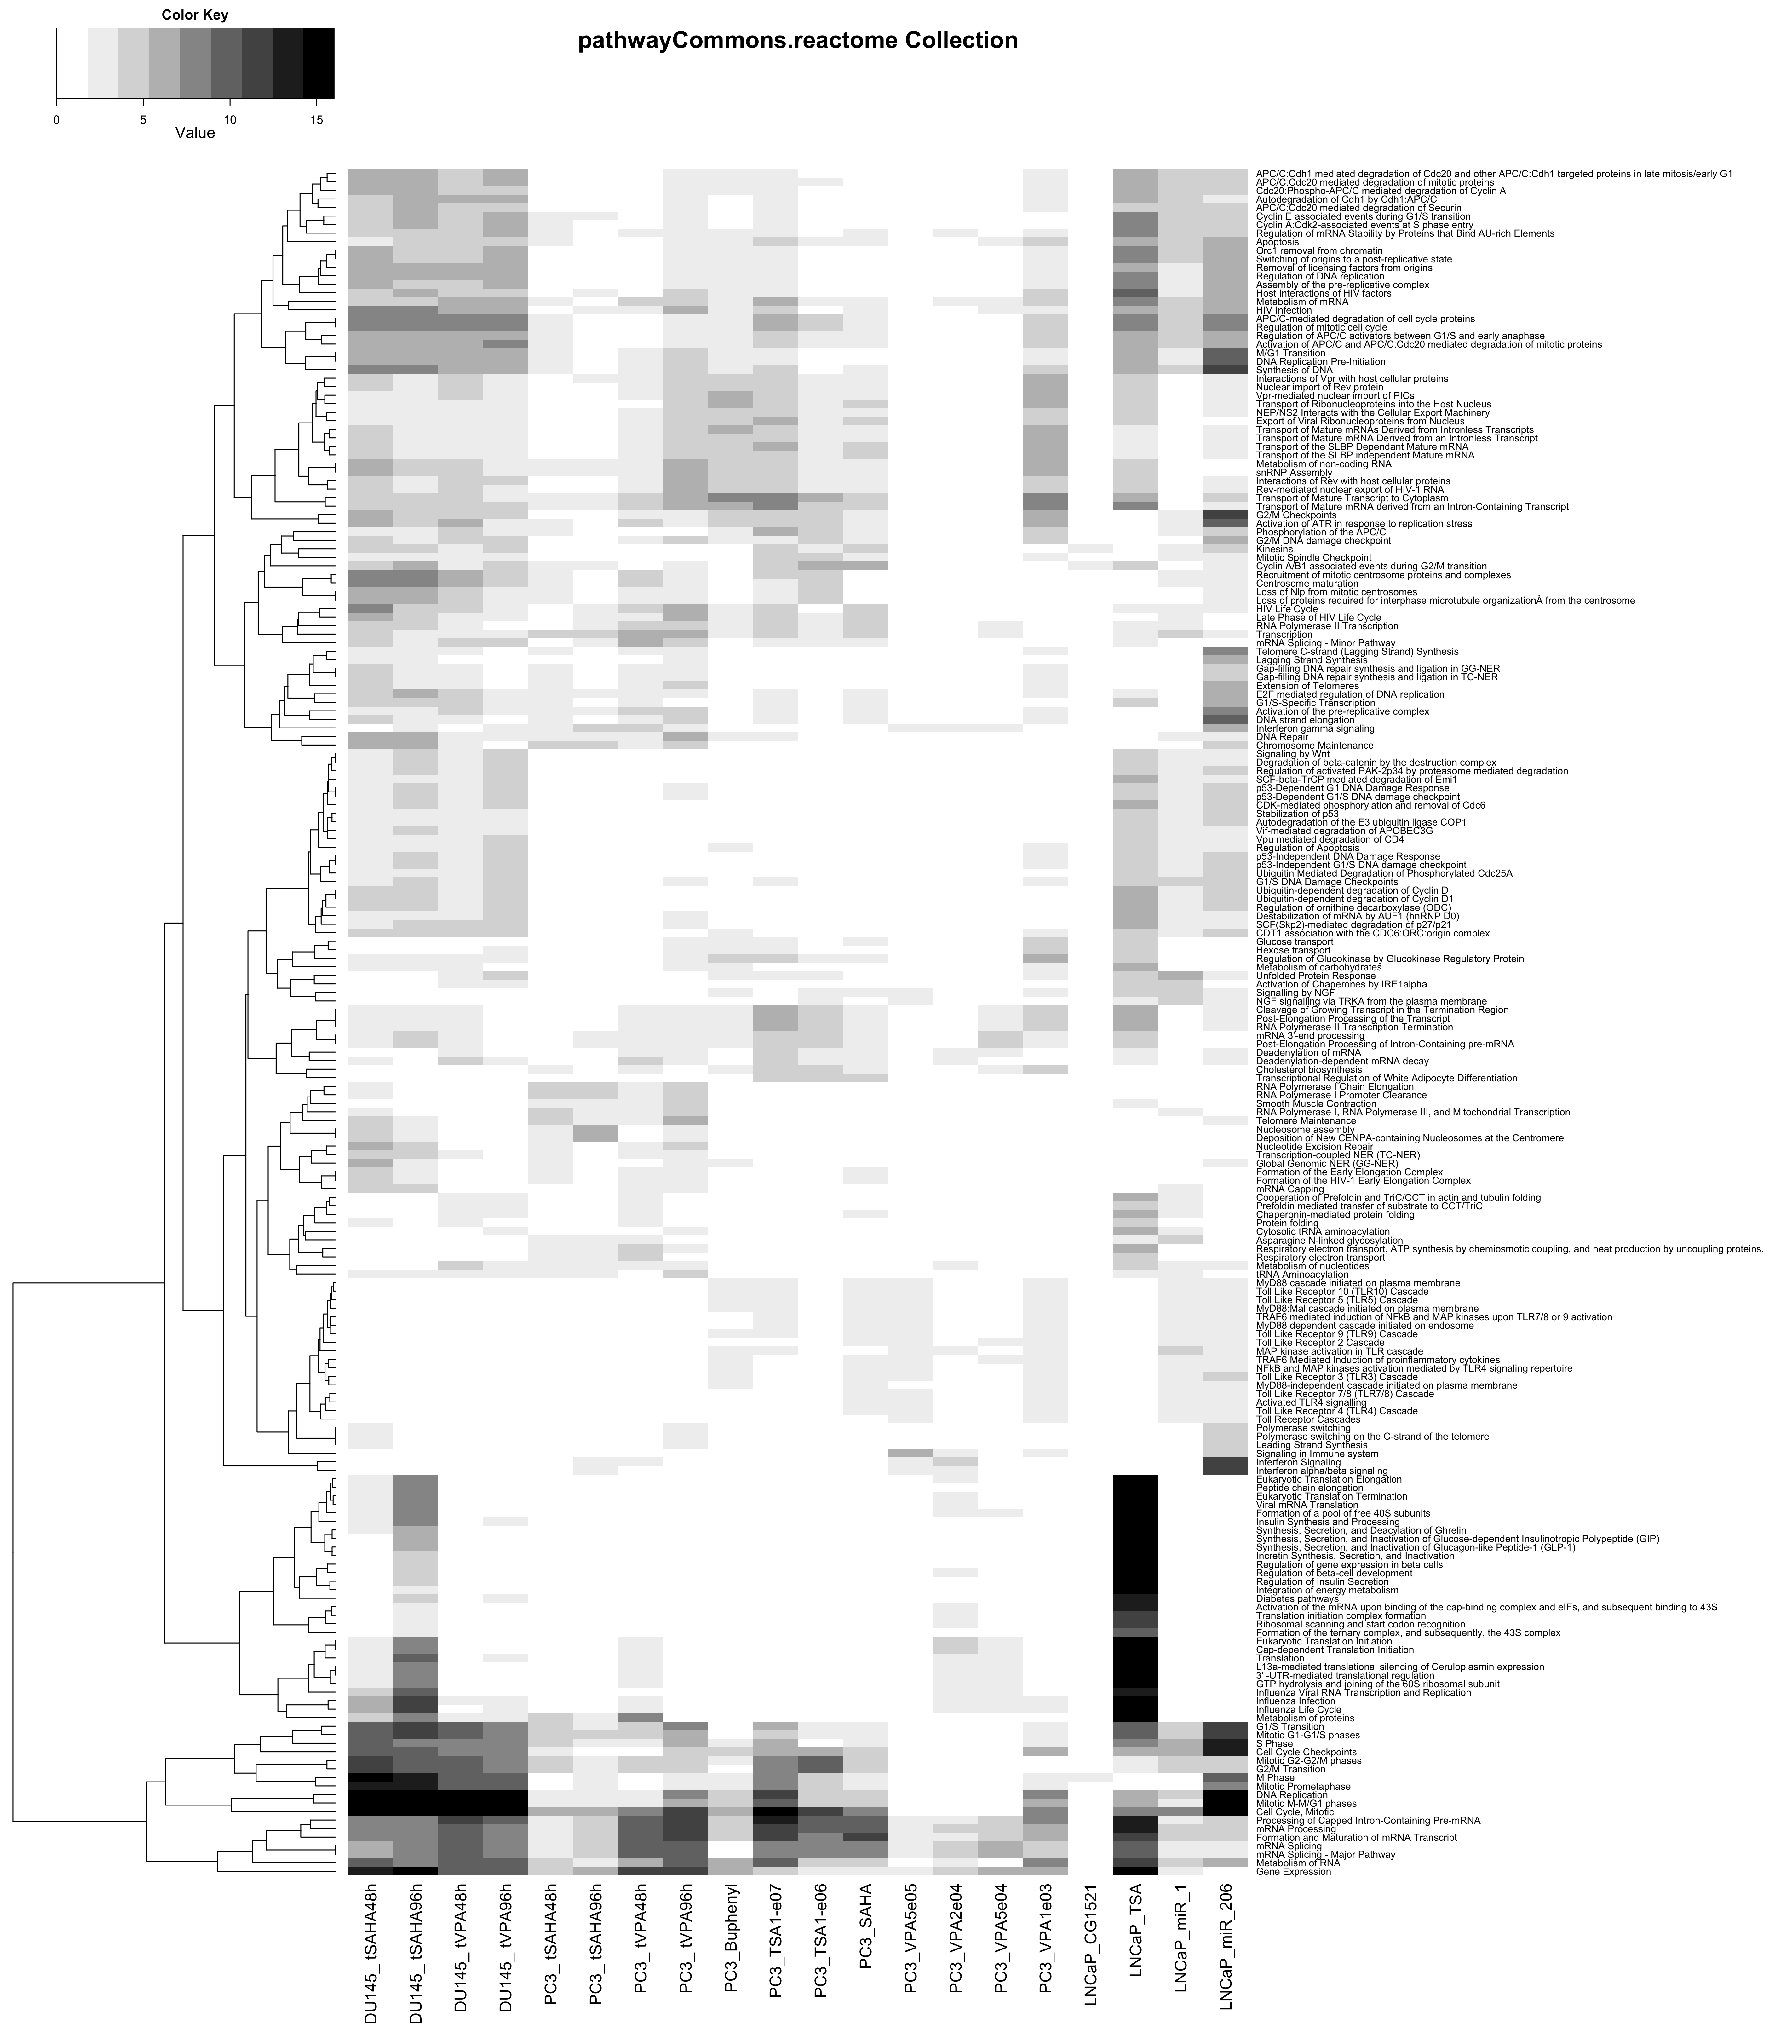 Color Key
pathwayCommons.reactome Collection
0 5 10 15
Value
APC/C:Cdh1 mediated degradation of Cdc20 and other APC/C:Cdh1 targeted proteins in late mitosis/early G1
APC/C:Cdc20 mediated degradation of mitotic proteins
Cdc20:Phospho-APC/C mediated degradation of Cyclin A
Autodegradation of Cdh1 by Cdh1:APC/C
APC/C:Cdc20 mediated degradation of Securin
Cyclin E associated events during G1/S transition
Cyclin A:Cdk2-associated events at S phase entry
Regulation of mRNA Stability by Proteins that Bind AU-rich Elements
Apoptosis
Orc1 removal from chromatin
Switching of origins to a post-replicative state
Removal of licensing factors from origins
Regulation of DNA replication
Assembly of the pre-replicative complex
Host Interactions of HIV factors
Metabolism of mRNA
HIV Infection
APC/C-mediated degradation of cell cycle proteins
Regulation of mitotic cell cycle
Regulation of APC/C activators between G1/S and early anaphase
Activation of APC/C and APC/C:Cdc20 mediated degradation of mitotic proteins
M/G1 Transition
DNA Replication Pre-Initiation
Synthesis of DNA
Interactions of Vpr with host cellular proteins
Nuclear import of Rev protein
Vpr-mediated nuclear import of PICs
Transport of Ribonucleoproteins into the Host Nucleus
NEP/NS2 Interacts with the Cellular Export Machinery
Export of Viral Ribonucleoproteins from Nucleus
Transport of Mature mRNAs Derived from Intronless Transcripts
Transport of Mature mRNA Derived from an Intronless Transcript
Transport of the SLBP Dependant Mature mRNA
Transport of the SLBP independent Mature mRNA
Metabolism of non-coding RNA
snRNP Assembly
Interactions of Rev with host cellular proteins
Rev-mediated nuclear export of HIV-1 RNA
Transport of Mature Transcript to Cytoplasm
Transport of Mature mRNA derived from an Intron-Containing Transcript
G2/M Checkpoints
Activation of ATR in response to replication stress
Phosphorylation of the APC/C
G2/M DNA damage checkpoint
Kinesins
Mitotic Spindle Checkpoint
Cyclin A/B1 associated events during G2/M transition
Recruitment of mitotic centrosome proteins and complexes
Centrosome maturation
Loss of Nlp from mitotic centrosomes
Loss of proteins required for interphase microtubule organizationÂ from the centrosome
HIV Life Cycle
Late Phase of HIV Life Cycle
RNA Polymerase II Transcription
Transcription
mRNA Splicing - Minor Pathway
Telomere C-strand (Lagging Strand) Synthesis
Lagging Strand Synthesis
Gap-filling DNA repair synthesis and ligation in GG-NER
Gap-filling DNA repair synthesis and ligation in TC-NER
Extension of Telomeres
E2F mediated regulation of DNA replication
G1/S-Specific Transcription
Activation of the pre-replicative complex
DNA strand elongation
Interferon gamma signaling
DNA Repair
Chromosome Maintenance
Signaling by Wnt
Degradation of beta-catenin by the destruction complex
Regulation of activated PAK-2p34 by proteasome mediated degradation
SCF-beta-TrCP mediated degradation of Emi1
p53-Dependent G1 DNA Damage Response
p53-Dependent G1/S DNA damage checkpoint
CDK-mediated phosphorylation and removal of Cdc6
Stabilization of p53
Autodegradation of the E3 ubiquitin ligase COP1
Vif-mediated degradation of APOBEC3G
Vpu mediated degradation of CD4
Regulation of Apoptosis
p53-Independent DNA Damage Response
p53-Independent G1/S DNA damage checkpoint
Ubiquitin Mediated Degradation of Phosphorylated Cdc25A
G1/S DNA Damage Checkpoints
Ubiquitin-dependent degradation of Cyclin D
Ubiquitin-dependent degradation of Cyclin D1
Regulation of ornithine decarboxylase (ODC)
Destabilization of mRNA by AUF1 (hnRNP D0)
SCF(Skp2)-mediated degradation of p27/p21
CDT1 association with the CDC6:ORC:origin complex
Glucose transport
Hexose transport
Regulation of Glucokinase by Glucokinase Regulatory Protein
Metabolism of carbohydrates
Unfolded Protein Response
Activation of Chaperones by IRE1alpha
Signalling by NGF
NGF signalling via TRKA from the plasma membrane
Cleavage of Growing Transcript in the Termination Region
Post-Elongation Processing of the Transcript
RNA Polymerase II Transcription Termination
mRNA 3'-end processing
Post-Elongation Processing of Intron-Containing pre-mRNA
Deadenylation of mRNA
Deadenylation-dependent mRNA decay
Cholesterol biosynthesis
Transcriptional Regulation of White Adipocyte Differentiation
RNA Polymerase I Chain Elongation
RNA Polymerase I Promoter Clearance
Smooth Muscle Contraction
RNA Polymerase I, RNA Polymerase III, and Mitochondrial Transcription
Telomere Maintenance
Nucleosome assembly
Deposition of New CENPA-containing Nucleosomes at the Centromere
Nucleotide Excision Repair
Transcription-coupled NER (TC-NER)
Global Genomic NER (GG-NER)
Formation of the Early Elongation Complex
Formation of the HIV-1 Early Elongation Complex
mRNA Capping
Cooperation of Prefoldin and TriC/CCT in actin and tubulin folding
Prefoldin mediated transfer of substrate to CCT/TriC
Chaperonin-mediated protein folding
Protein folding
Cytosolic tRNA aminoacylation
Asparagine N-linked glycosylation
Respiratory electron transport, ATP synthesis by chemiosmotic coupling, and heat production by uncoupling proteins.
Respiratory electron transport
Metabolism of nucleotides
tRNA Aminoacylation
MyD88 cascade initiated on plasma membrane
Toll Like Receptor 10 (TLR10) Cascade
Toll Like Receptor 5 (TLR5) Cascade
MyD88:Mal cascade initiated on plasma membrane
TRAF6 mediated induction of NFkB and MAP kinases upon TLR7/8 or 9 activation
MyD88 dependent cascade initiated on endosome
Toll Like Receptor 9 (TLR9) Cascade
Toll Like Receptor 2 Cascade
MAP kinase activation in TLR cascade
TRAF6 Mediated Induction of proinflammatory cytokines
NFkB and MAP kinases activation mediated by TLR4 signaling repertoire
Toll Like Receptor 3 (TLR3) Cascade
MyD88-independent cascade initiated on plasma membrane
Toll Like Receptor 7/8 (TLR7/8) Cascade
Activated TLR4 signalling
Toll Like Receptor 4 (TLR4) Cascade
Toll Receptor Cascades
Polymerase switching
Polymerase switching on the C-strand of the telomere
Leading Strand Synthesis
Signaling in Immune system
Interferon Signaling
Interferon alpha/beta signaling
Eukaryotic Translation Elongation
Peptide chain elongation
Eukaryotic Translation Termination
Viral mRNA Translation
Formation of a pool of free 40S subunits
Insulin Synthesis and Processing
Synthesis, Secretion, and Deacylation of Ghrelin
Synthesis, Secretion, and Inactivation of Glucose-dependent Insulinotropic Polypeptide (GIP)
Synthesis, Secretion, and Inactivation of Glucagon-like Peptide-1 (GLP-1)
Incretin Synthesis, Secretion, and Inactivation
Regulation of gene expression in beta cells
Regulation of beta-cell development
Regulation of Insulin Secretion
Integration of energy metabolism
Diabetes pathways
Activation of the mRNA upon binding of the cap-binding complex and eIFs, and subsequent binding to 43S
Translation initiation complex formation
Ribosomal scanning and start codon recognition
Formation of the ternary complex, and subsequently, the 43S complex
Eukaryotic Translation Initiation
Cap-dependent Translation Initiation
Translation
L13a-mediated translational silencing of Ceruloplasmin expression
3' -UTR-mediated translational regulation
GTP hydrolysis and joining of the 60S ribosomal subunit
Influenza Viral RNA Transcription and Replication
Influenza Infection
Influenza Life Cycle
Metabolism of proteins
G1/S Transition
Mitotic G1-G1/S phases
S Phase
Cell Cycle Checkpoints
Mitotic G2-G2/M phases
G2/M Transition
M Phase
Mitotic Prometaphase
DNA Replication
Mitotic M-M/G1 phases
Cell Cycle, Mitotic
Processing of Capped Intron-Containing Pre-mRNA
mRNA Processing
Formation and Maturation of mRNA Transcript
mRNA Splicing
mRNA Splicing - Major Pathway
Metabolism of RNA
Gene Expression
DU145_ tSAHA48h
DU145_ tSAHA96h
DU145_ tVPA48h
DU145_ tVPA96h
PC3_ tSAHA48h
PC3_ tSAHA96h
PC3_ tVPA48h
PC3_ tVPA96h
PC3_Buphenyl
PC3_TSA1-e07
PC3_TSA1-e06
PC3_SAHA
PC3_VPA5e05
PC3_VPA2e04
PC3_VPA5e04
PC3_VPA1e03
LNCaP_CG1521
LNCaP_TSA
LNCaP_miR_1
LNCaP_miR_206